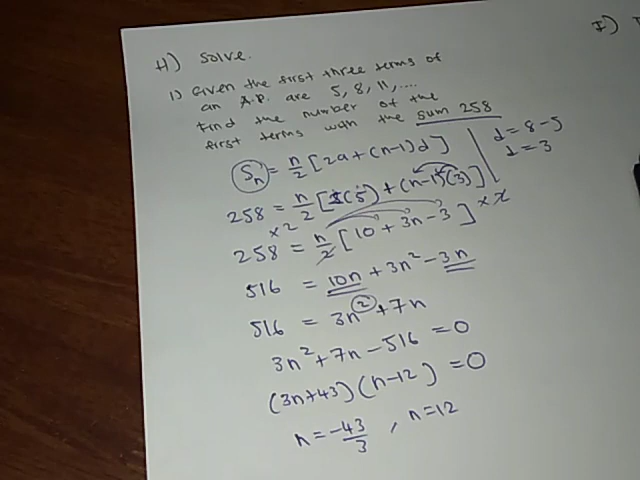 H) Solve.
1) Given the first three terms of
an A.P. are 5, 8, 11, ....
Find the number of the
first terms with the sum 258
Sn = n/2 [2a + (n-1)d]
d = 8 - 5
d = 3
258 = n/2 [2(5) + (n-1)(3)]
×2
258 = n/2 [10 + 3n - 3] ×2
516 = 10n + 3n² - 3n
516 = 3n² + 7n
3n² + 7n - 516 = 0
(3n+43)(n-12) = 0
n = -43/3 , n = 12
I)